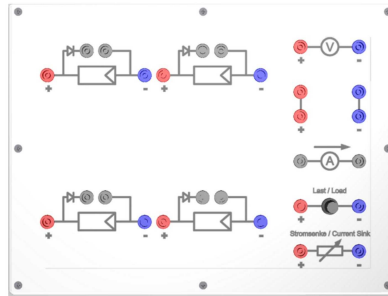 + - + -
V
+ -
+ -
A
Last / Load
+ - + -
+ -
Stromsenke / Current Sink
+ -